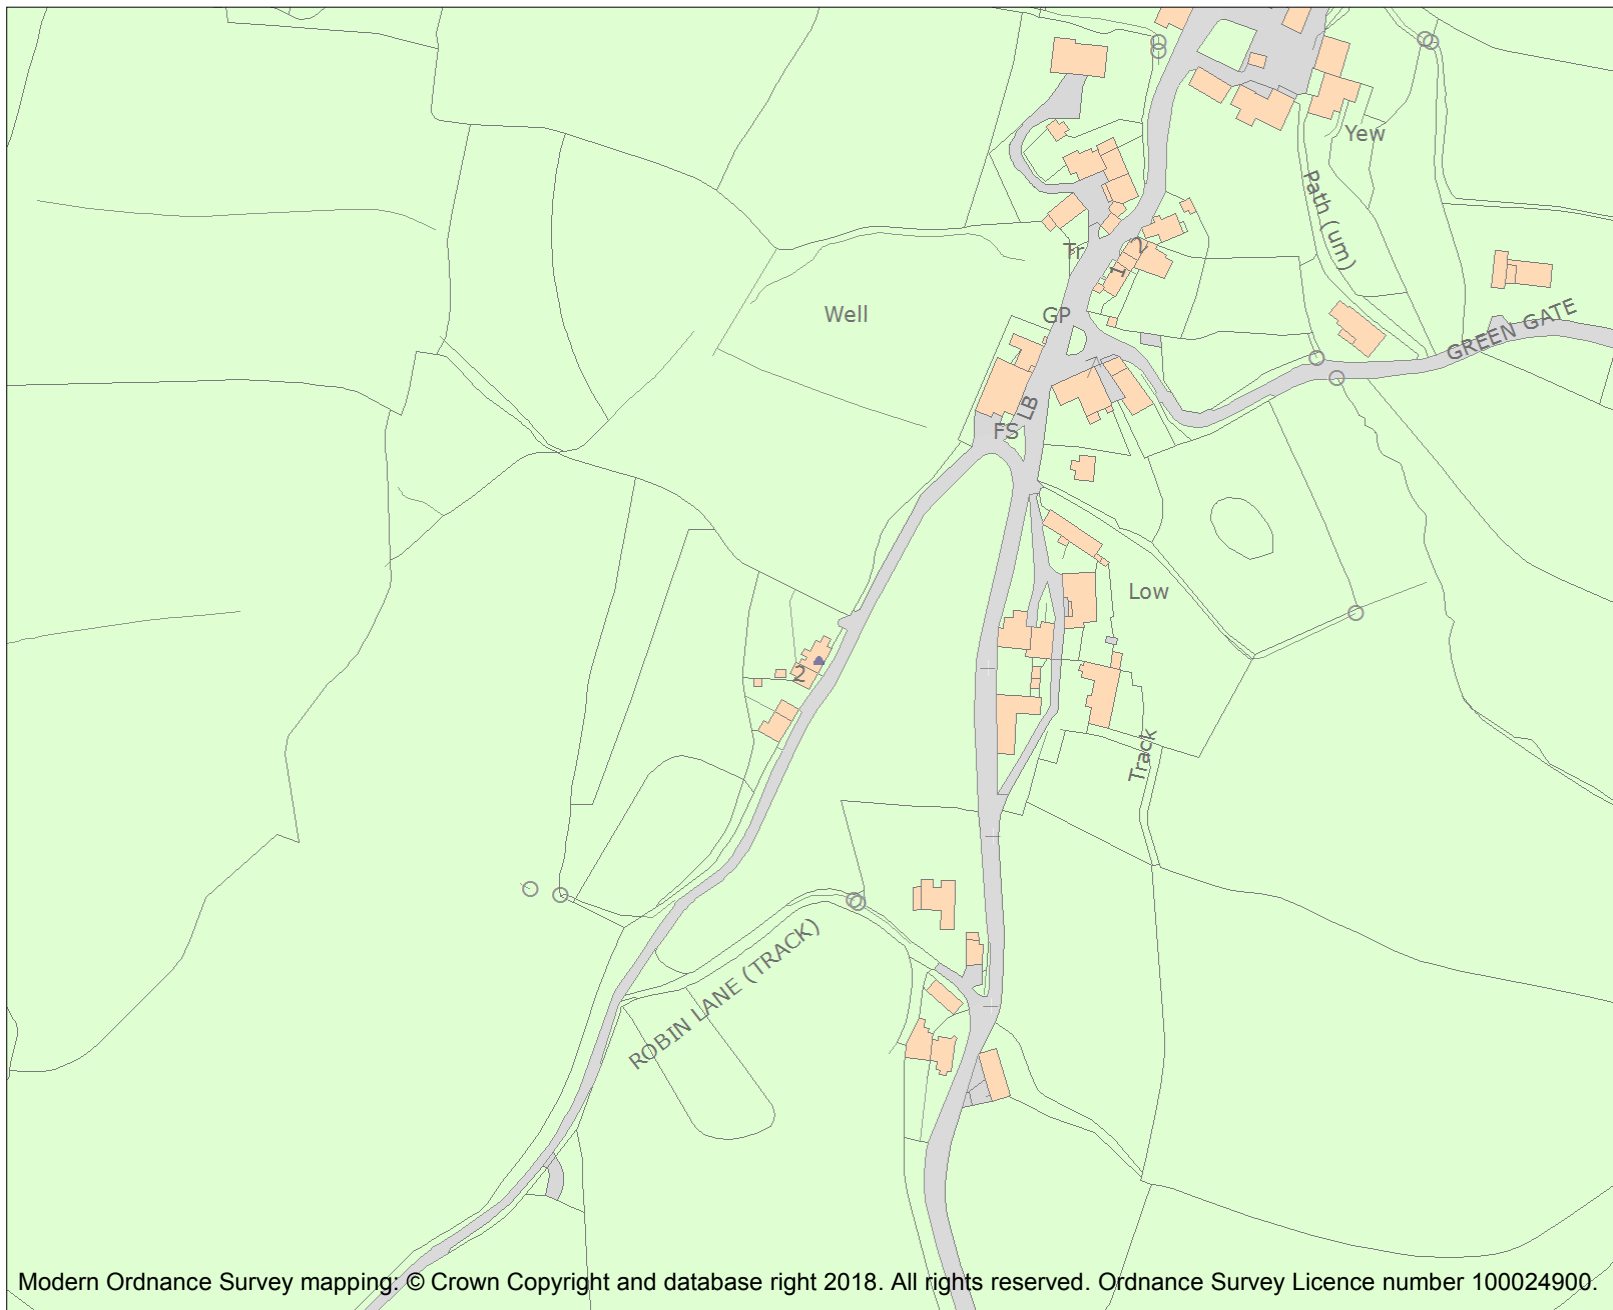 Yew
Path (um)
2
Tr
1
Well
GP
GREEN GATE
LB
FS
Low
2
Track
ROBIN LANE (TRACK)
Modern Ordnance Survey mapping: © Crown Copyright and database right 2018. All rights reserved. Ordnance Survey Licence number 100024900.